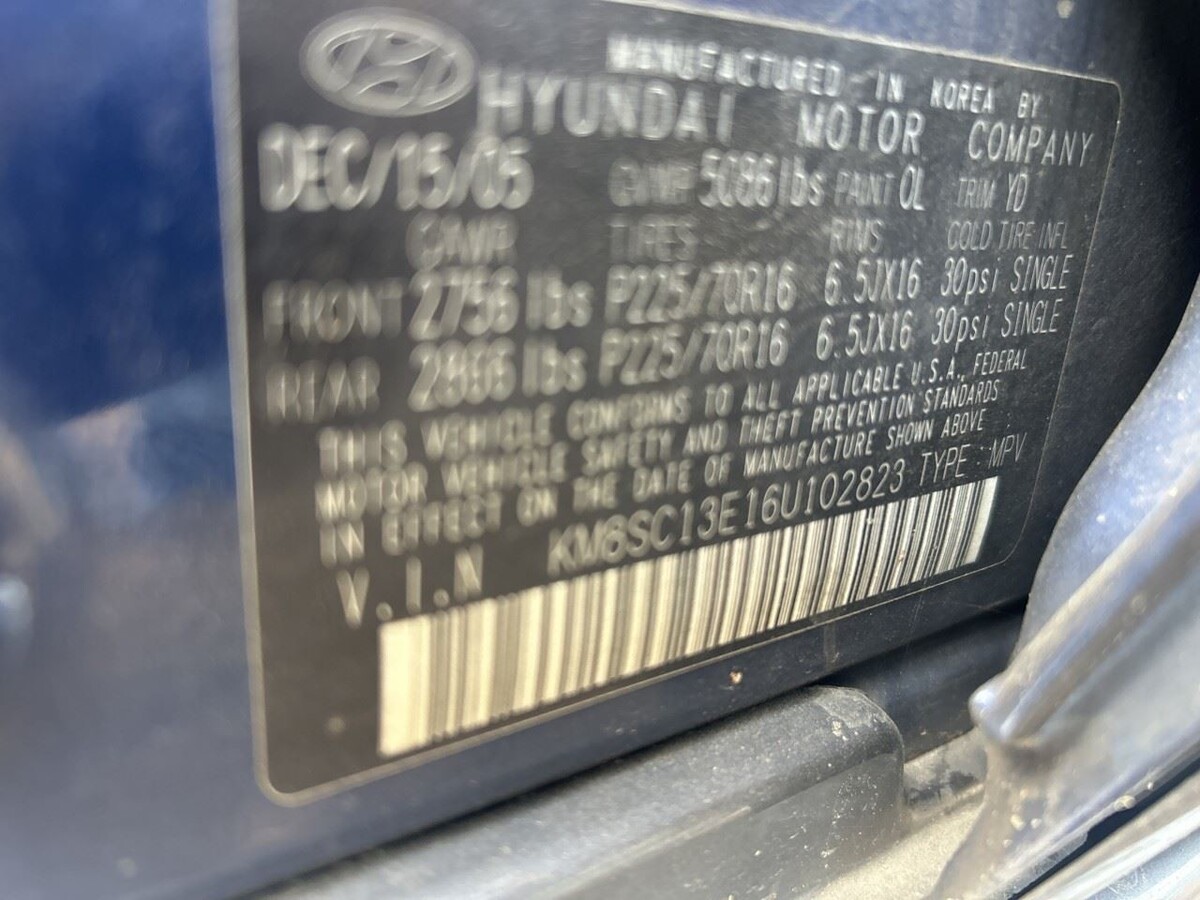 MANUFACTURED IN KOREA BY
HYUNDAI MOTOR COMPANY
DEC/15/05 GVWR 5086lbs PAINT OL TRIM YD
GAWR TIRES RIMS COLD TIRE INFL
FRONT 2756 lbs P225/70R16 6.5JX16 30psi SINGLE
REAR 2866 lbs P225/70R16 6.5JX16 30psi SINGLE
THIS VEHICLE CONFORMS TO ALL APPLICABLE U.S.A. FEDERAL
MOTOR VEHICLE SAFETY AND THEFT PREVENTION STANDARDS
IN EFFECT ON THE DATE OF MANUFACTURE SHOWN ABOVE
V.I.N KM8SC13E16U102823 TYPE : MPV